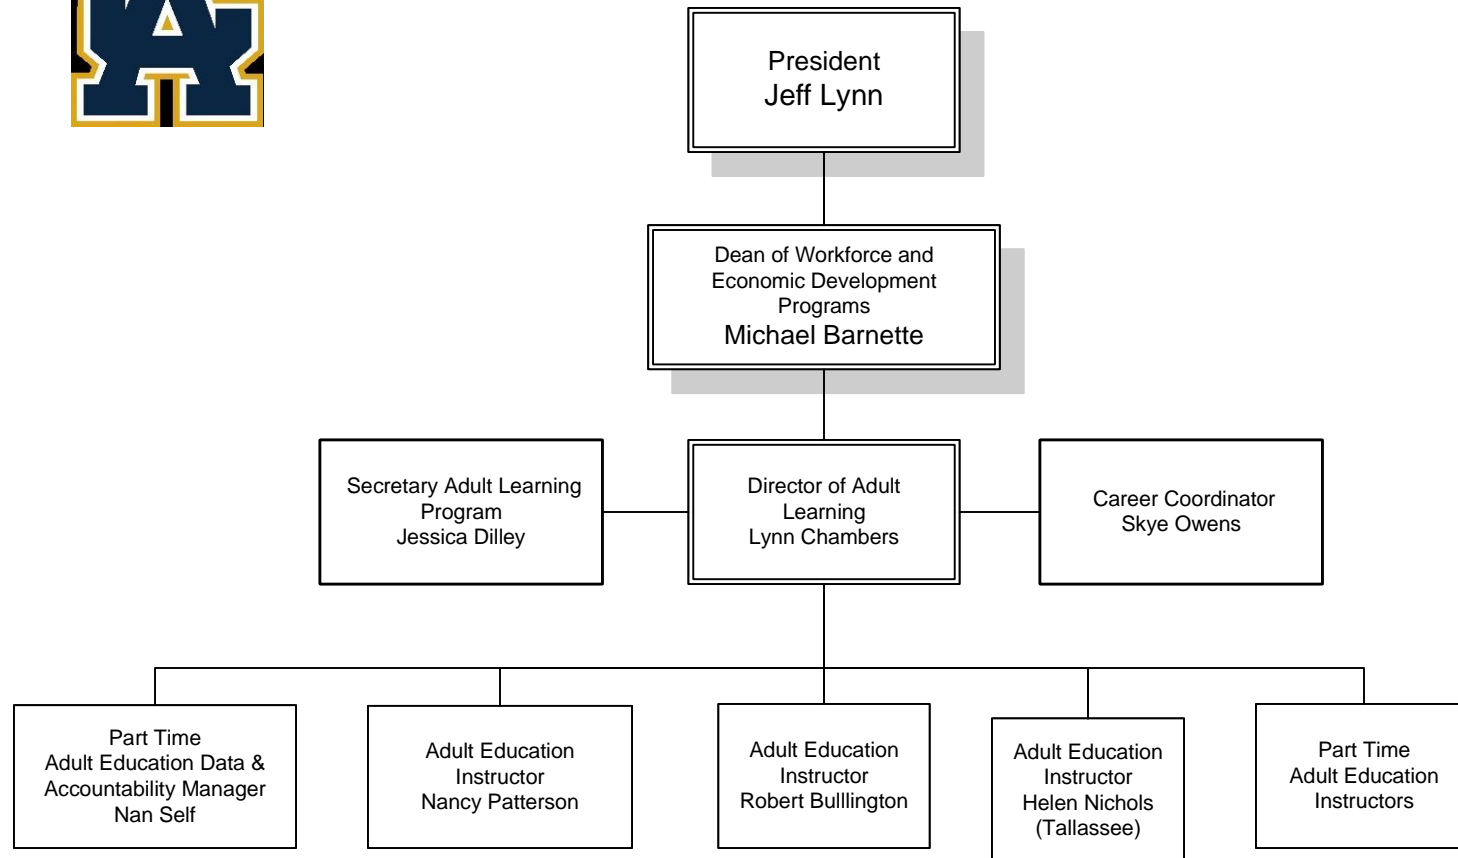 A
President
Jeff Lynn
Dean of Workforce and
Economic Development
Programs
Michael Barnette
Secretary Adult Learning
Program
Jessica Dilley
Director of Adult
Learning
Lynn Chambers
Career Coordinator
Skye Owens
Part Time
Adult Education Data &
Accountability Manager
Nan Self
Adult Education
Instructor
Nancy Patterson
Adult Education
Instructor
Robert Bulllington
Adult Education
Instructor
Helen Nichols
(Tallassee)
Part Time
Adult Education
Instructors